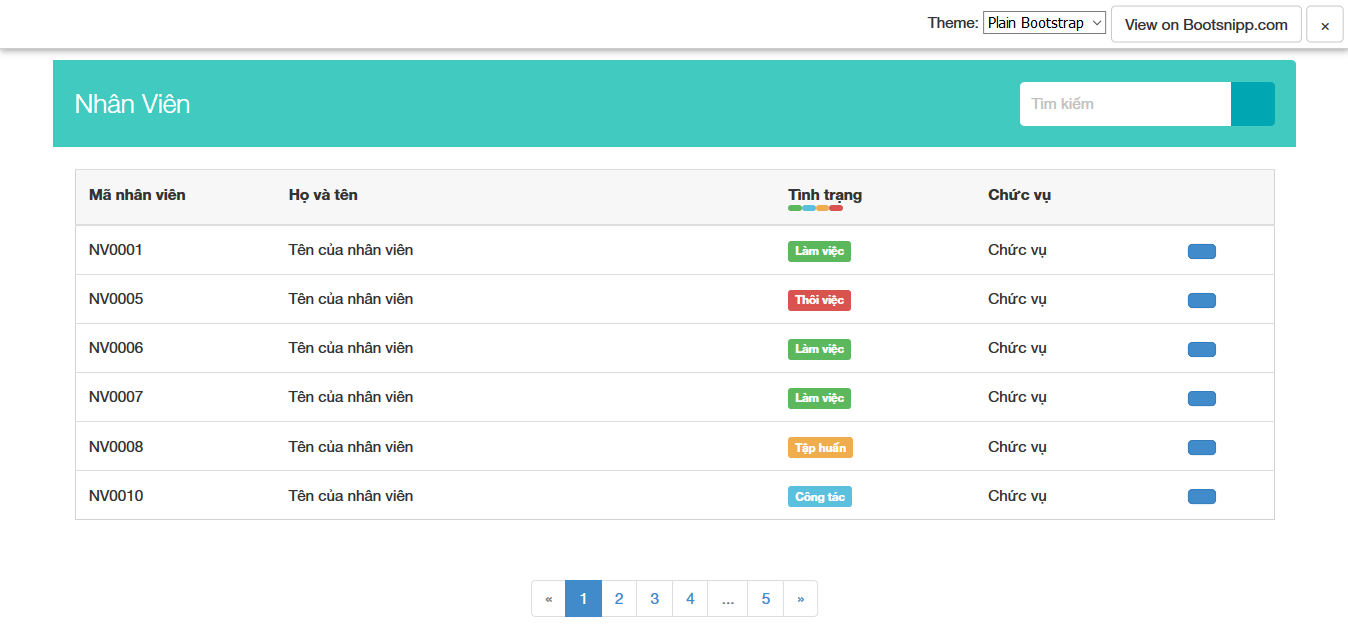 Theme: Plain Bootstrap View on Bootsnipp.com ×
Nhân Viên Tìm kiếm
Mã nhân viên Họ và tên Tình trạng Chức vụ
NV0001 Tên của nhân viên Làm việc Chức vụ
NV0005 Tên của nhân viên Thôi việc Chức vụ
NV0006 Tên của nhân viên Làm việc Chức vụ
NV0007 Tên của nhân viên Làm việc Chức vụ
NV0008 Tên của nhân viên Tập huấn Chức vụ
NV0010 Tên của nhân viên Công tác Chức vụ
« 1 2 3 4 ... 5 »